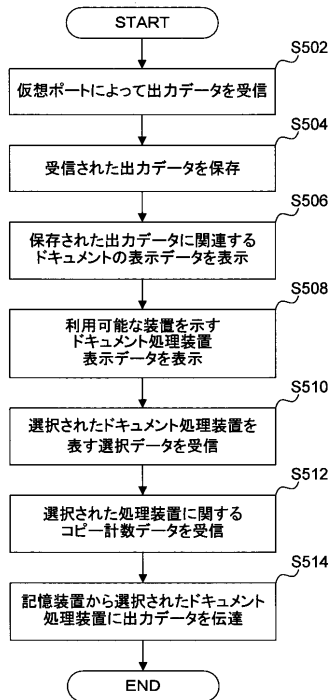 START
S502
仮想ポートによって出力データを受信
S504
受信された出力データを保存
S506
保存された出力データに関連する
ドキュメントの表示データを表示
S508
利用可能な装置を示す
ドキュメント処理装置
表示データを表示
S510
選択されたドキュメント処理装置を
表す選択データを受信
S512
選択された処理装置に関する
コピー計数データを受信
S514
記憶装置から選択されたドキュメント
処理装置に出力データを伝達
END